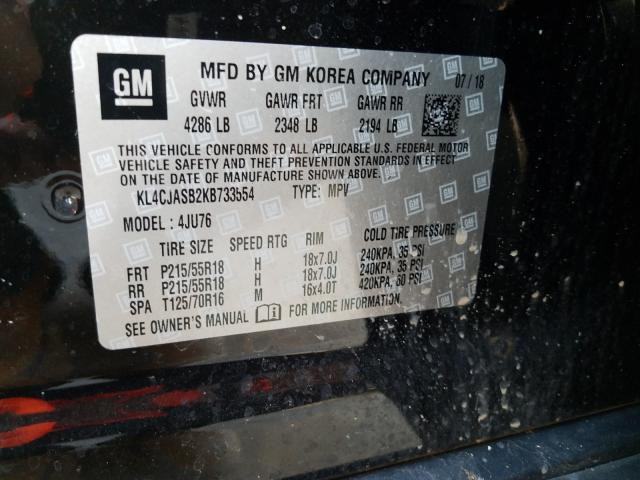 GM
MFD BY GM KOREA COMPANY 07 / 18
GVWR GAWR FRT GAWR RR
4286 LB 2348 LB 2194 LB
THIS VEHICLE CONFORMS TO ALL APPLICABLE U.S. FEDERAL MOTOR
VEHICLE SAFETY AND THEFT PREVENTION STANDARDS IN EFFECT
ON THE DATE OF MANUFACTURE SHOWN ABOVE.
KL4CJASB2KB733554 TYPE: MPV
MODEL : 4JU76
TIRE SIZE SPEED RTG RIM COLD TIRE PRESSURE
FRT P215/55R18 H 18x7.0J 240KPA, 35 PSI
RR P215/55R18 H 18x7.0J 240KPA, 35 PSI
SPA T125/70R16 M 16x4.0T 420KPA, 60 PSI
SEE OWNER'S MANUAL FOR MORE INFORMATION.